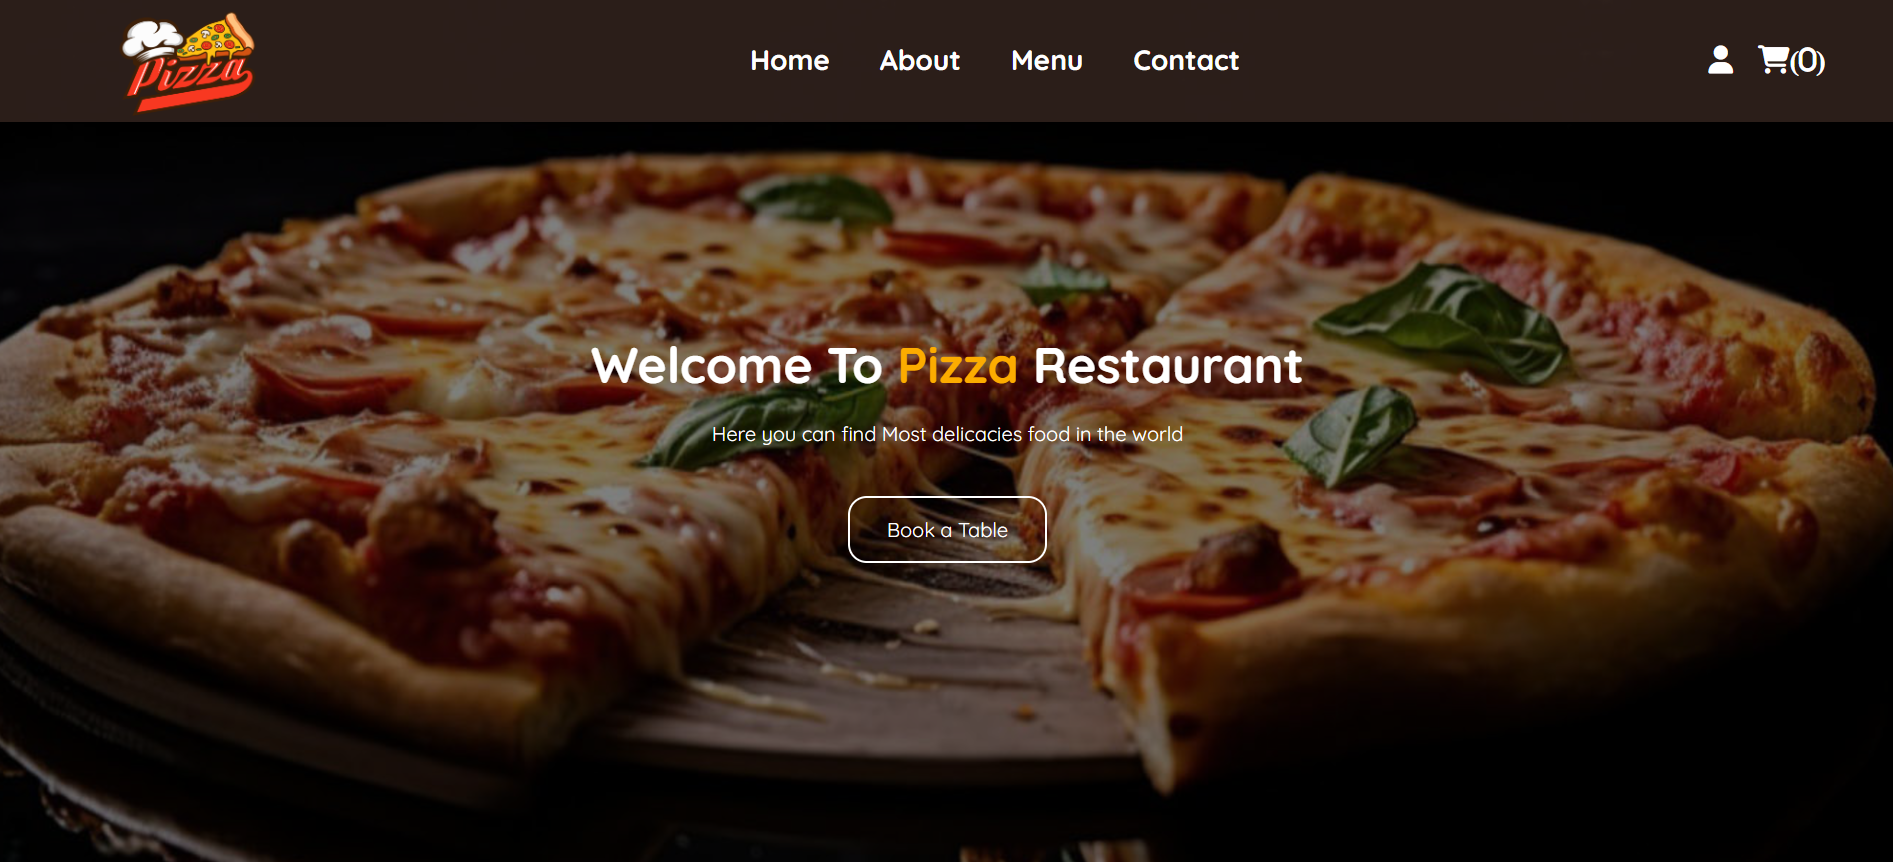 Pizza
Home About Menu Contact (0)
Welcome To Pizza Restaurant
Here you can find Most delicacies food in the world
Book a Table